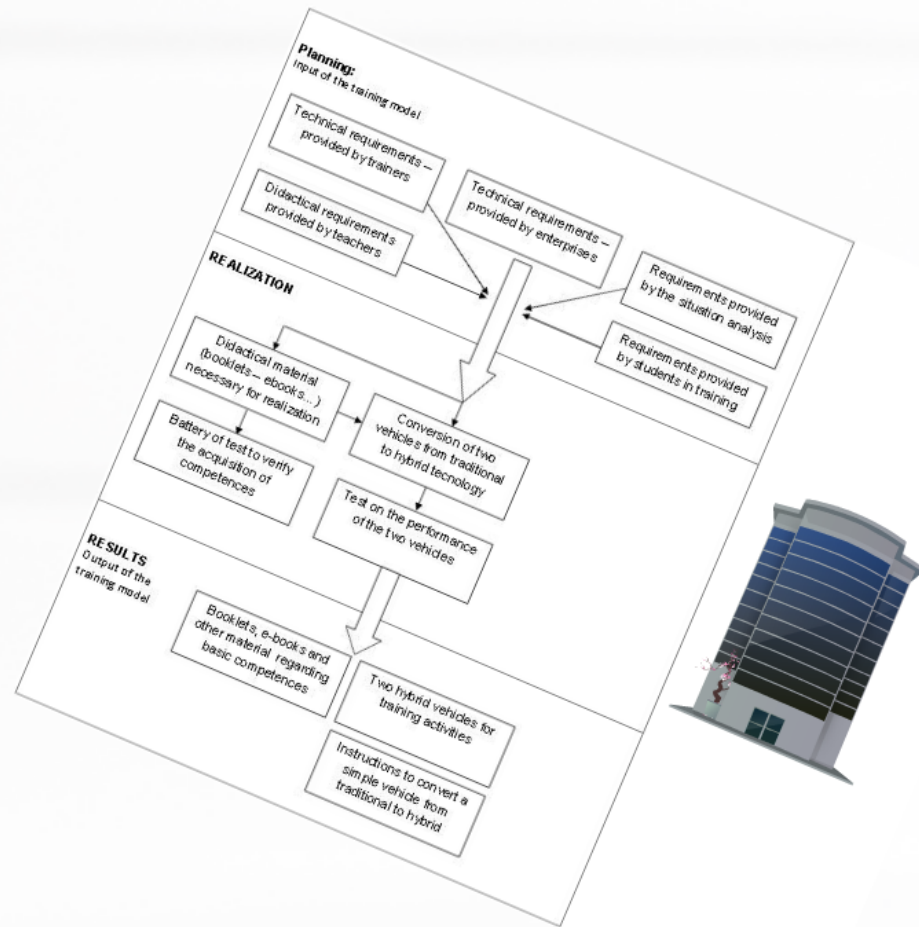 Planning:
Input of the training model
Technical requirements –
provided by trainers
Didactical requirements
provided by teachers
Technical requirements –
provided by enterprises
Requirements provided
by the situation analysis
Requirements provided
by students in training
REALIZATION
Didactical material
(booklets – ebooks...)
necessary for realization
Battery of test to verify
the acquisition of
competences
Conversion of two
vehicles from traditional
to hybrid tecnology
Test on the performance
of the two vehicles
RESULTS
Output of the
training model
Booklets, e-books and
other material regarding
basic competences
Two hybrid vehicles for
training activities
Instructions to convert a
simple vehicle from
traditional to hybrid